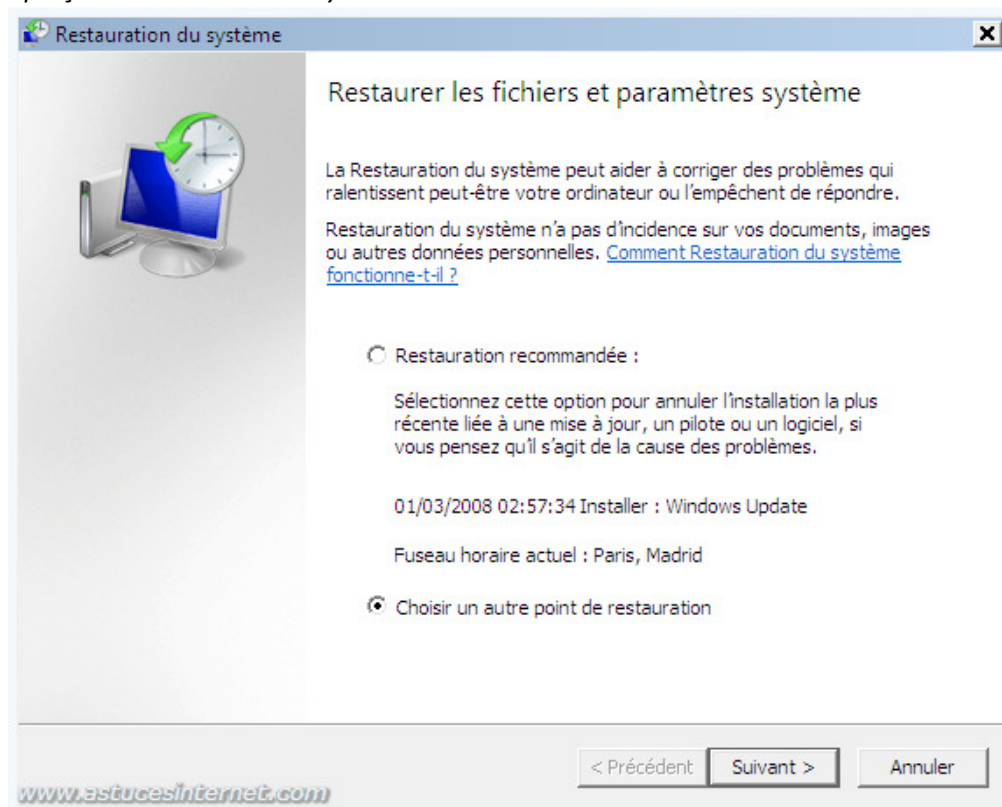 Restauration du système
Restaurer les fichiers et paramètres système
La Restauration du système peut aider à corriger des problèmes qui
ralentissent peut-être votre ordinateur ou l'empêchent de répondre.
Restauration du système n'a pas d'incidence sur vos documents, images
ou autres données personnelles. Comment Restauration du système
fonctionne-t-il ?
Restauration recommandée :
Sélectionnez cette option pour annuler l'installation la plus
récente liée à une mise à jour, un pilote ou un logiciel, si
vous pensez qu'il s'agit de la cause des problèmes.
01/03/2008 02:57:34 Installer : Windows Update
Fuseau horaire actuel : Paris, Madrid
Choisir un autre point de restauration
< Précédent
Suivant >
Annuler
www.astucesinternet.com